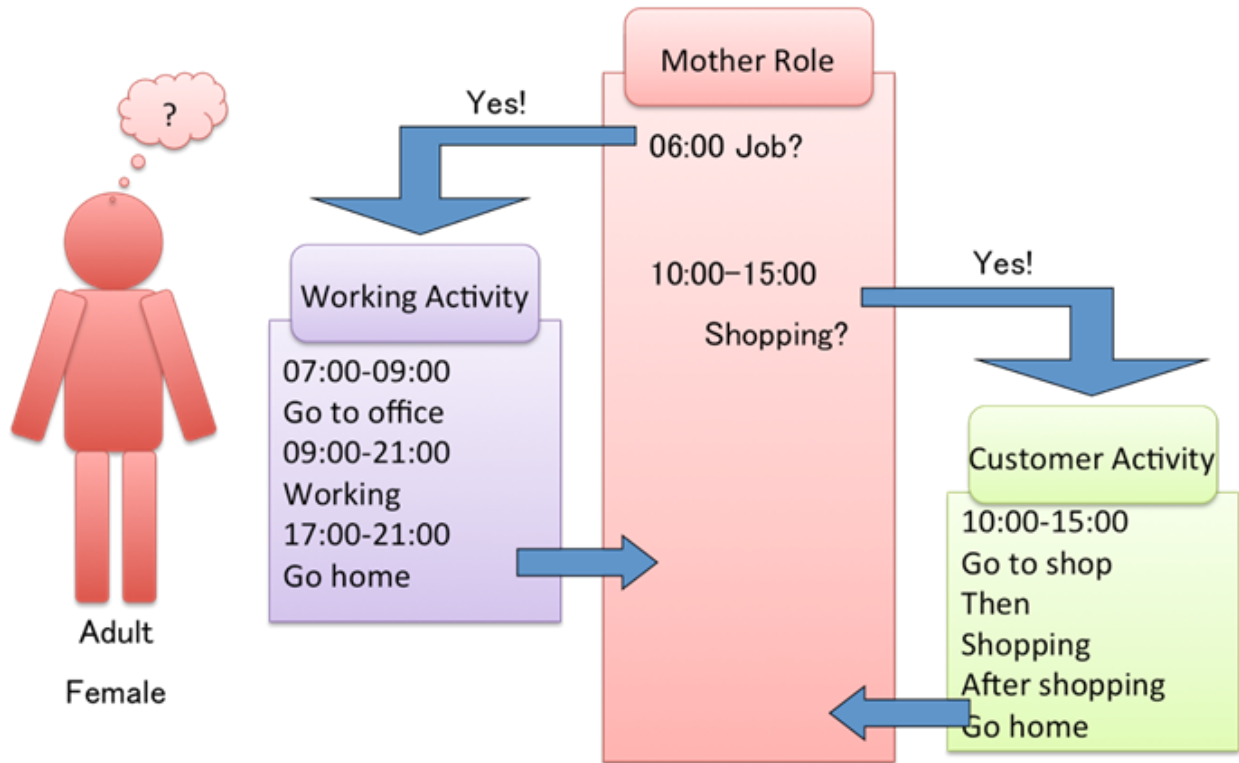 ?
Adult
Female
Yes!
Working Activity
07:00-09:00
Go to office
09:00-21:00
Working
17:00-21:00
Go home
Mother Role
06:00 Job?
10:00-15:00
Shopping?
Yes!
Customer Activity
10:00-15:00
Go to shop
Then
Shopping
After shopping
Go home